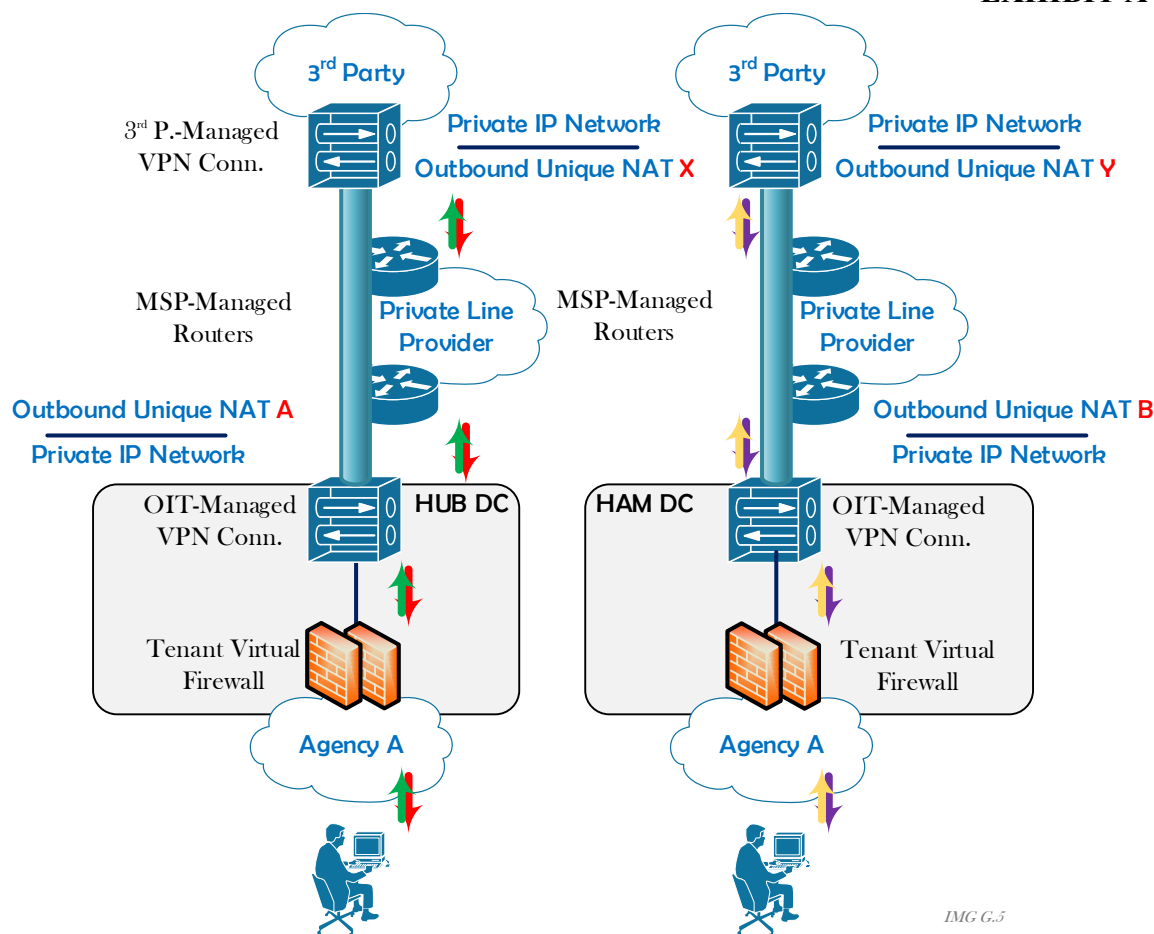 3rd Party
3rd P.-Managed
VPN Conn.
Private IP Network
Outbound Unique NAT X
MSP-Managed
Routers
Private Line
Provider
Outbound Unique NAT A
Private IP Network
OIT-Managed
VPN Conn.
HUB DC
Tenant Virtual
Firewall
Agency A
3rd Party
Private IP Network
Outbound Unique NAT Y
MSP-Managed
Routers
Private Line
Provider
Outbound Unique NAT B
Private IP Network
HAM DC
OIT-Managed
VPN Conn.
Tenant Virtual
Firewall
Agency A
IMG G.5